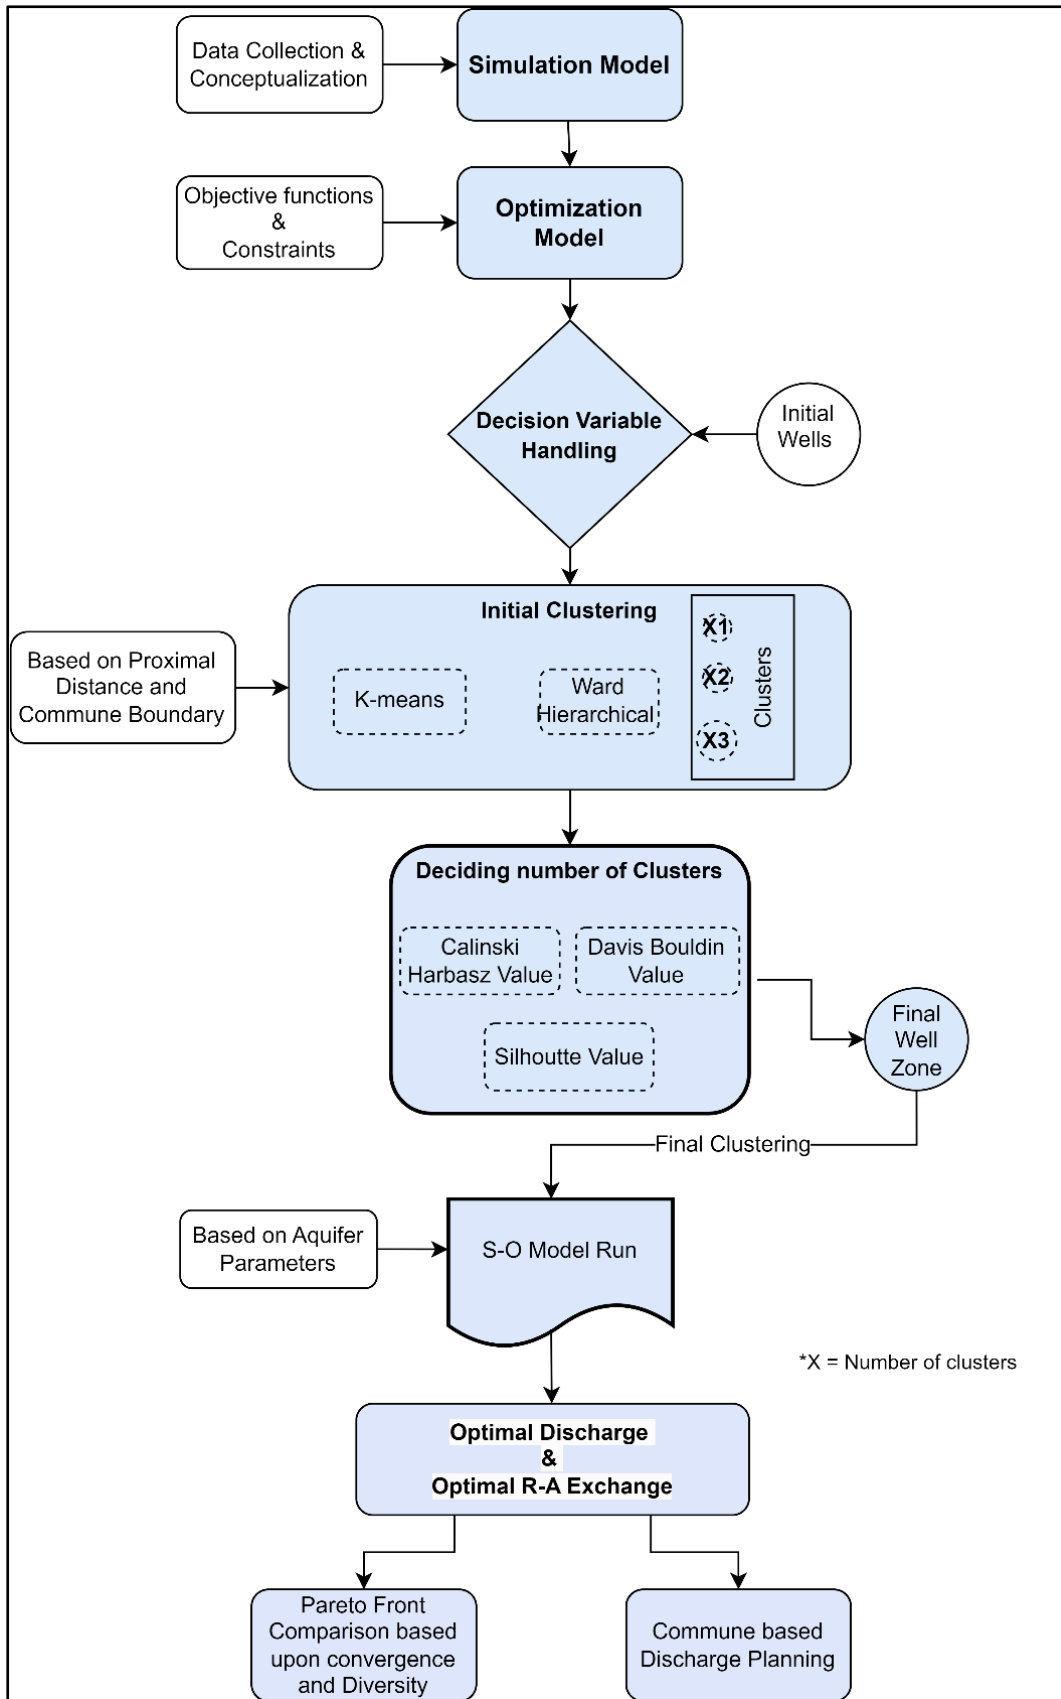 Data Collection &
Conceptualization
Simulation Model
Objective functions
&
Constraints
Optimization
Model
Decision Variable
Handling
Initial
Wells
Initial Clustering
Based on Proximal
Distance and
Commune Boundary
K-means
Ward
Hierarchical
X1
X2
X3
Clusters
Deciding number of Clusters
Calinski
Harbasz Value
Davis Bouldin
Value
Silhoutte Value
Final
Well
Zone
Final Clustering
Based on Aquifer
Parameters
S-O Model Run
*X = Number of clusters
Optimal Discharge
&
Optimal R-A Exchange
Pareto Front
Comparison based
upon convergence
and Diversity
Commune based
Discharge Planning